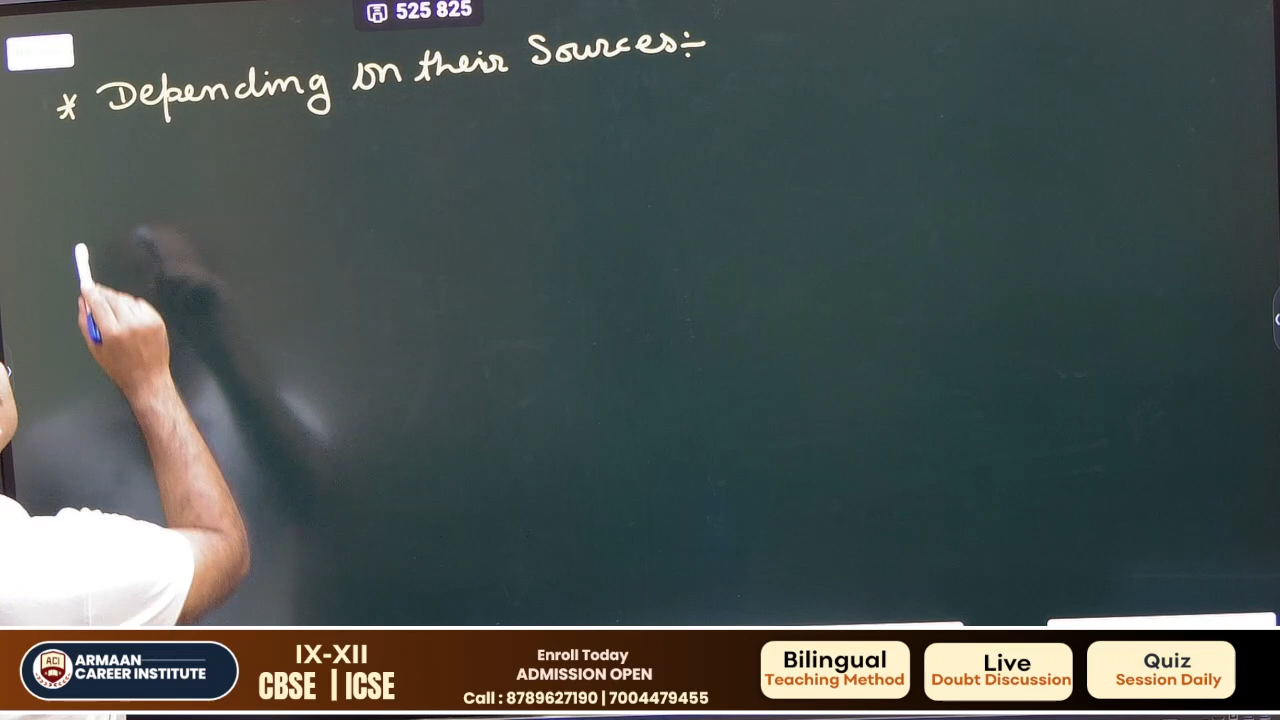 525 825
* Depending on their Sources:-
ACI
ARMAAN
CAREER INSTITUTE
IX-XII
CBSE | ICSE
Enroll Today
ADMISSION OPEN
Call : 8789627190 | 7004479455
Bilingual
Teaching Method
Live
Doubt Discussion
Quiz
Session Daily